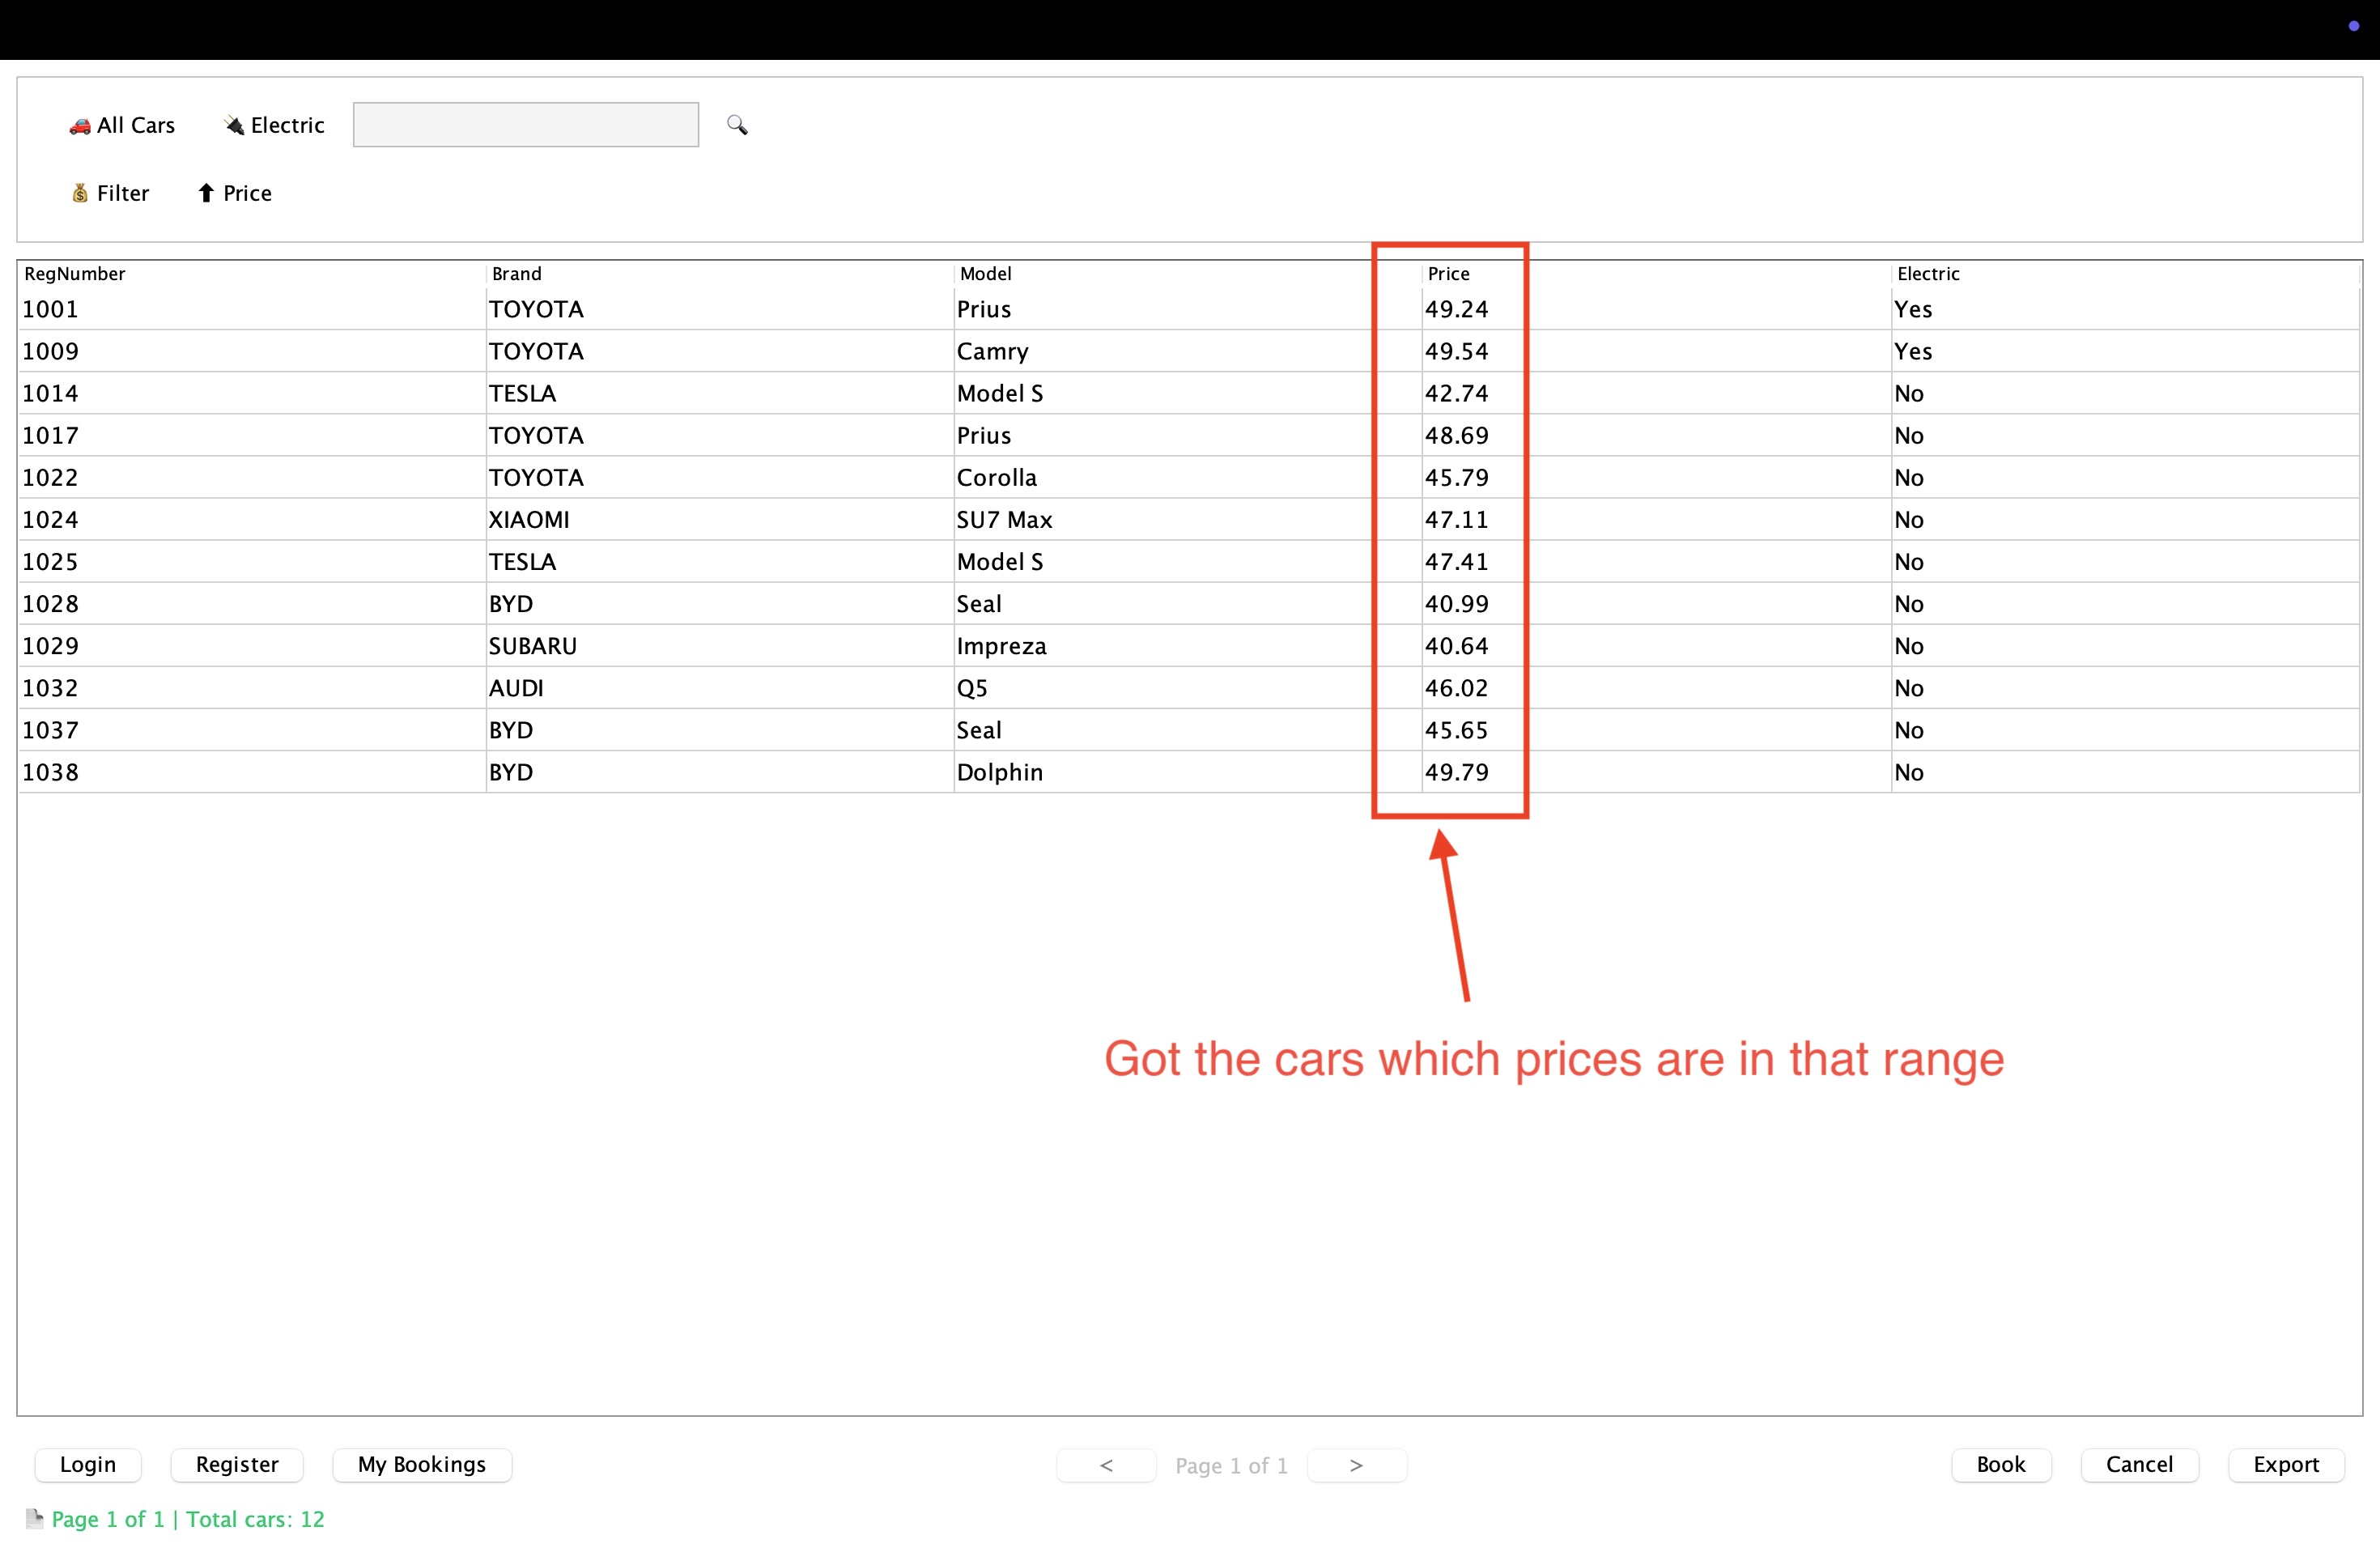 All Cars Electric
Filter Price
RegNumber Brand Model Price Electric
1001 TOYOTA Prius 49.24 Yes
1009 TOYOTA Camry 49.54 Yes
1014 TESLA Model S 42.74 No
1017 TOYOTA Prius 48.69 No
1022 TOYOTA Corolla 45.79 No
1024 XIAOMI SU7 Max 47.11 No
1025 TESLA Model S 47.41 No
1028 BYD Seal 40.99 No
1029 SUBARU Impreza 40.64 No
1032 AUDI Q5 46.02 No
1037 BYD Seal 45.65 No
1038 BYD Dolphin 49.79 No
Got the cars which prices are in that range
Login Register My Bookings < Page 1 of 1 > Book Cancel Export
Page 1 of 1 | Total cars: 12